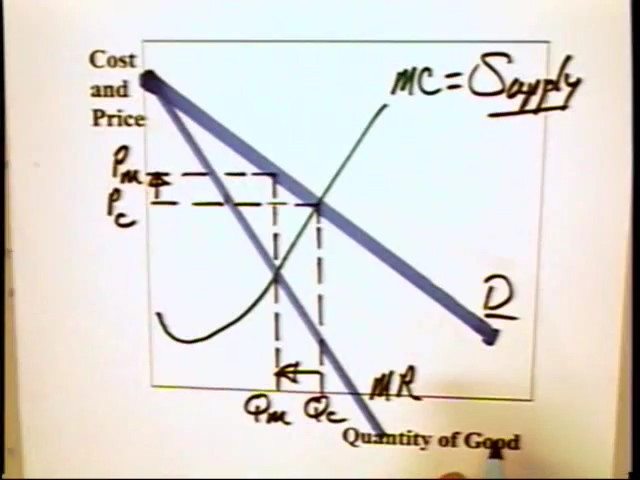 Cost
and
Price
MC = Supply
Pm
Pc
D
MR
Qm Qc
Quantity of Good